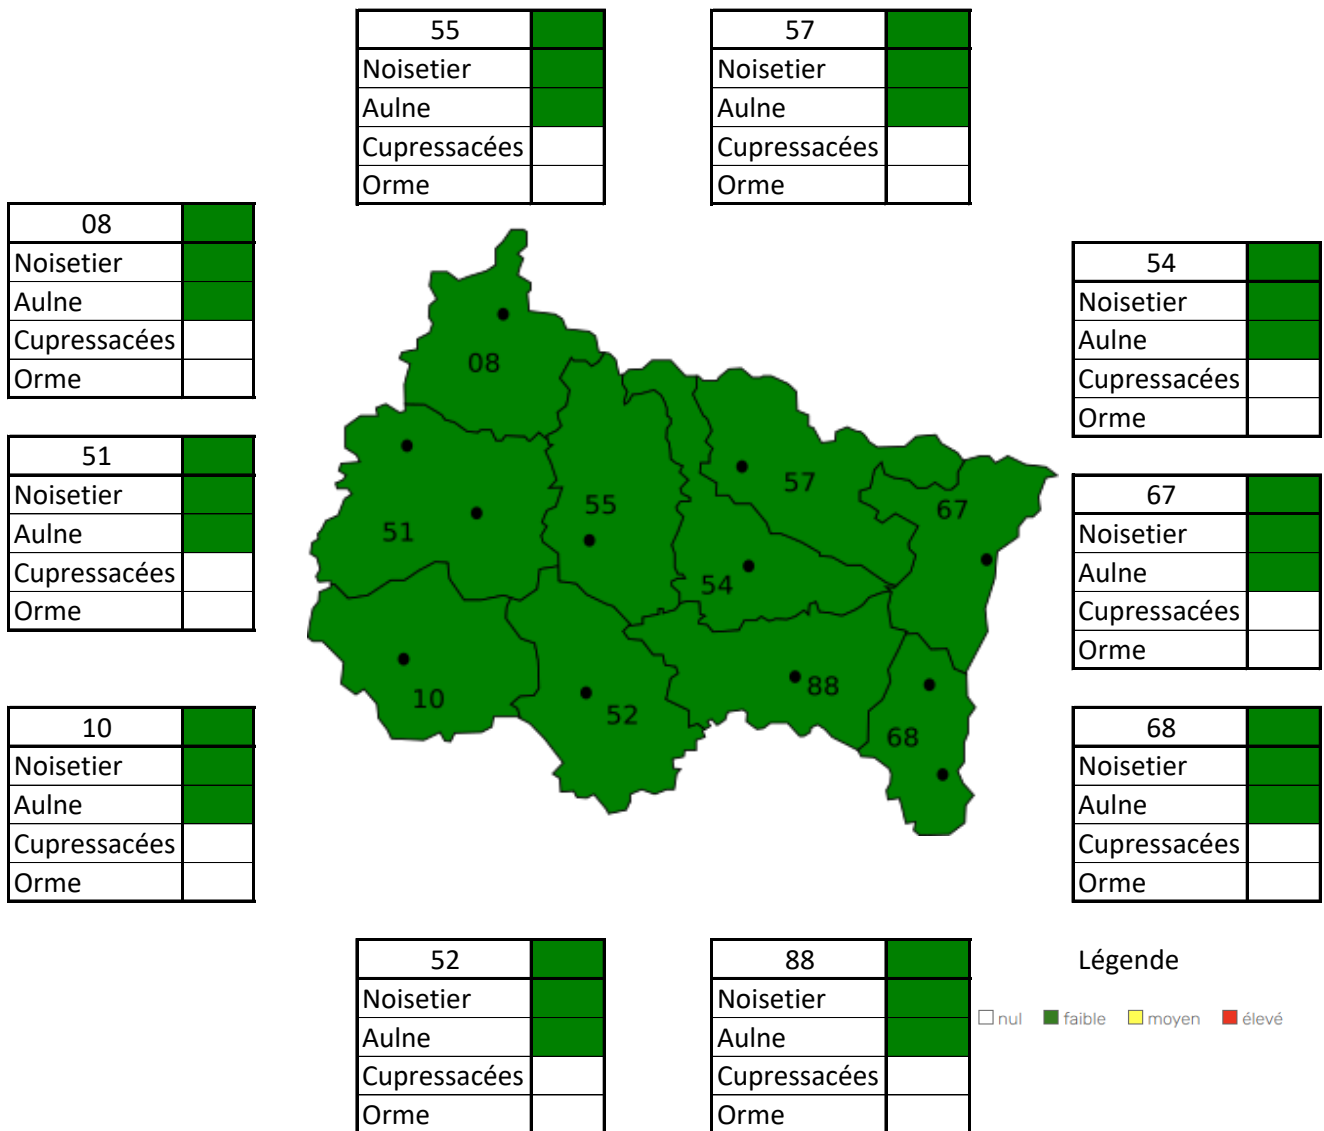 55
Noisetier
Aulne
Cupressacées
Orme
57
Noisetier
Aulne
Cupressacées
Orme
08
Noisetier
Aulne
Cupressacées
Orme
51
Noisetier
Aulne
Cupressacées
Orme
10
Noisetier
Aulne
Cupressacées
Orme
08
57
55
67
51
54
88
10
52
68
54
Noisetier
Aulne
Cupressacées
Orme
67
Noisetier
Aulne
Cupressacées
Orme
68
Noisetier
Aulne
Cupressacées
Orme
52
Noisetier
Aulne
Cupressacées
Orme
88
Noisetier
Aulne
Cupressacées
Orme
Légende
nul faible moyen élevé